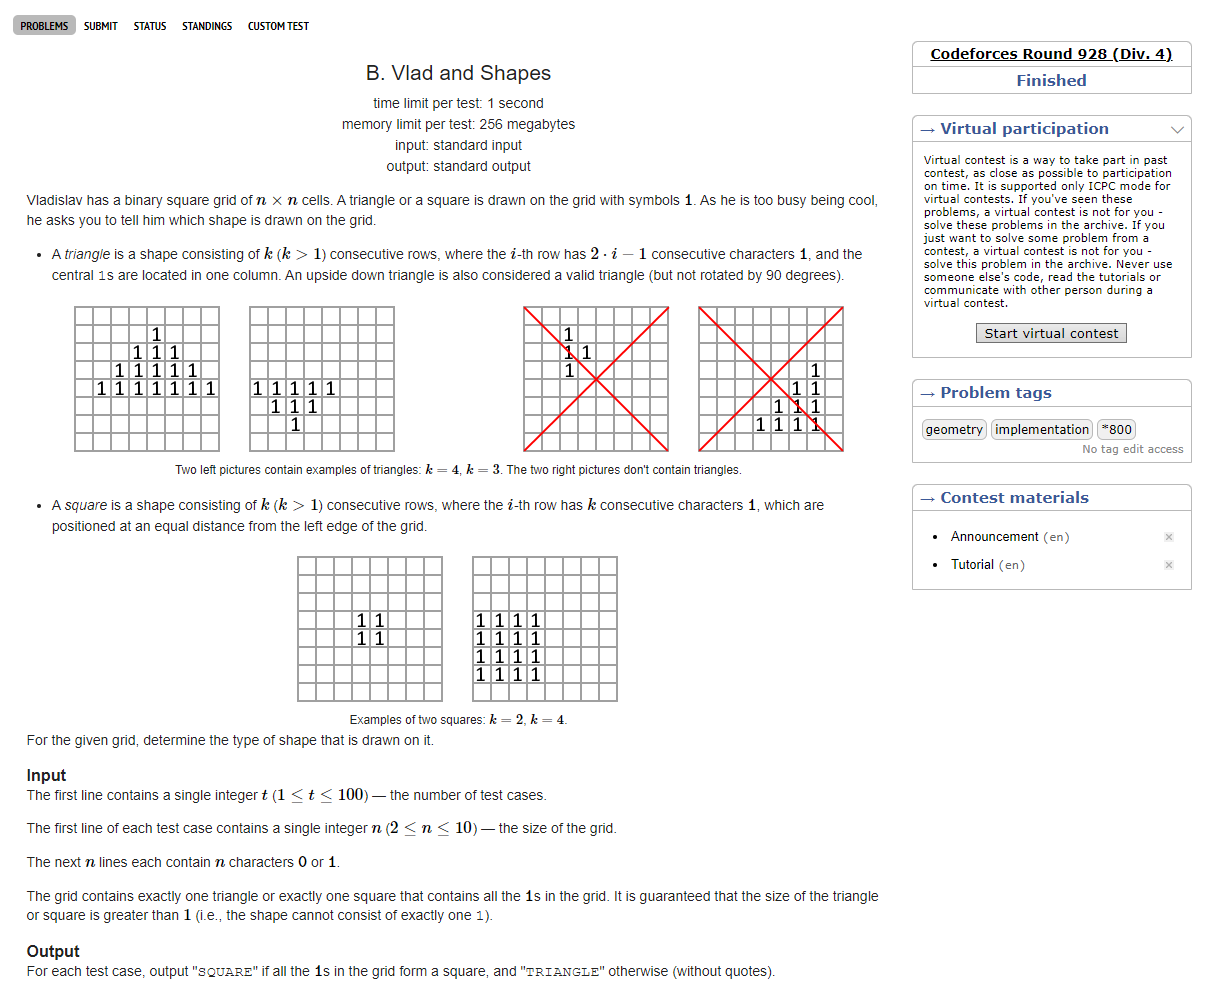 PROBLEMS SUBMIT STATUS STANDINGS CUSTOM TEST
B. Vlad and Shapes
time limit per test: 1 second
memory limit per test: 256 megabytes
input: standard input
output: standard output
Vladislav has a binary square grid of n × n cells. A triangle or a square is drawn on the grid with symbols 1. As he is too busy being cool,
he asks you to tell him which shape is drawn on the grid.
• A triangle is a shape consisting of k (k > 1) consecutive rows, where the i-th row has 2 · i − 1 consecutive characters 1, and the
central 1s are located in one column. An upside down triangle is also considered a valid triangle (but not rotated by 90 degrees).
1
1 1 1
1 1 1 1 1
1 1 1 1 1 1 1
1 1 1 1 1
1 1 1
1
1
1 1
1
1
1 1
1 1 1
1 1 1 1
Two left pictures contain examples of triangles: k = 4, k = 3. The two right pictures don't contain triangles.
• A square is a shape consisting of k (k > 1) consecutive rows, where the i-th row has k consecutive characters 1, which are
positioned at an equal distance from the left edge of the grid.
1 1
1 1
1 1 1 1
1 1 1 1
1 1 1 1
1 1 1 1
Examples of two squares: k = 2, k = 4.
For the given grid, determine the type of shape that is drawn on it.
Input
The first line contains a single integer t (1 ≤ t ≤ 100) — the number of test cases.
The first line of each test case contains a single integer n (2 ≤ n ≤ 10) — the size of the grid.
The next n lines each contain n characters 0 or 1.
The grid contains exactly one triangle or exactly one square that contains all the 1s in the grid. It is guaranteed that the size of the triangle
or square is greater than 1 (i.e., the shape cannot consist of exactly one 1).
Output
For each test case, output "SQUARE" if all the 1s in the grid form a square, and "TRIANGLE" otherwise (without quotes).
Codeforces Round 928 (Div. 4)
Finished
→ Virtual participation
Virtual contest is a way to take part in past
contest, as close as possible to participation
on time. It is supported only ICPC mode for
virtual contests. If you've seen these
problems, a virtual contest is not for you -
solve these problems in the archive. If you
just want to solve some problem from a
contest, a virtual contest is not for you -
solve this problem in the archive. Never use
someone else's code, read the tutorials or
communicate with other person during a
virtual contest.
Start virtual contest
→ Problem tags
geometry implementation *800
No tag edit access
→ Contest materials
• Announcement (en) ×
• Tutorial (en) ×